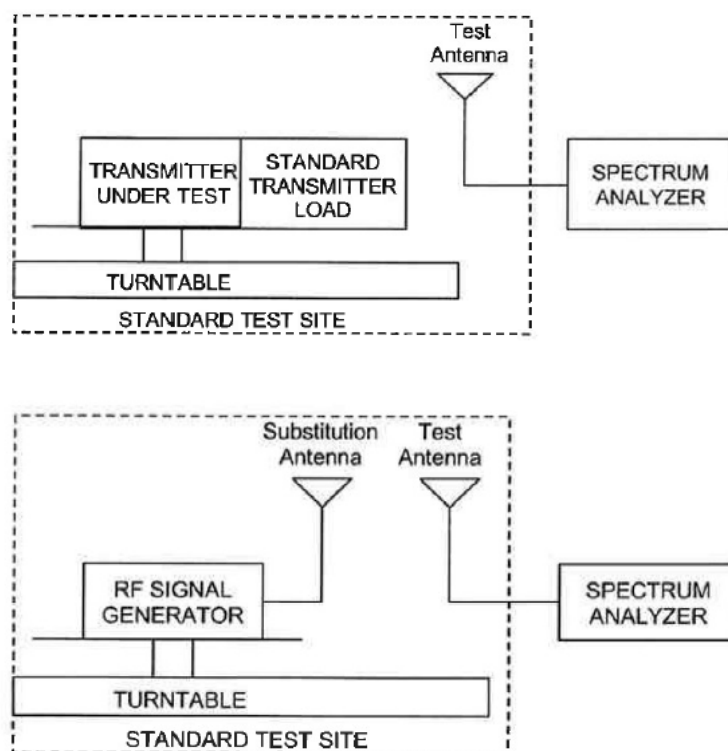 Test
Antenna
TRANSMITTER
UNDER TEST
STANDARD
TRANSMITTER
LOAD
SPECTRUM
ANALYZER
TURNTABLE
STANDARD TEST SITE
Substitution
Antenna
Test
Antenna
RF SIGNAL
GENERATOR
SPECTRUM
ANALYZER
TURNTABLE
STANDARD TEST SITE